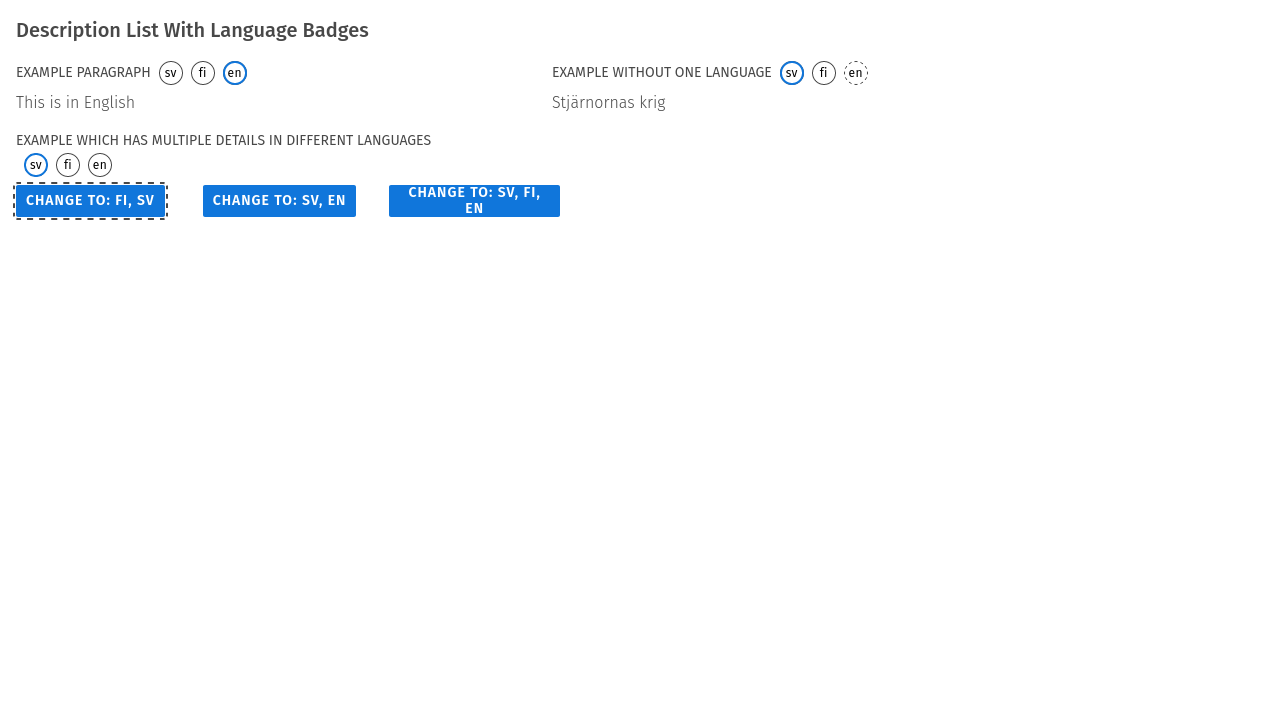 Description List With Language Badges
EXAMPLE PARAGRAPH sv fi en
This is in English
EXAMPLE WITHOUT ONE LANGUAGE sv fi en
Stjärnornas krig
EXAMPLE WHICH HAS MULTIPLE DETAILS IN DIFFERENT LANGUAGES
sv fi en
CHANGE TO: FI, SV
CHANGE TO: SV, EN
CHANGE TO: SV, FI,
EN